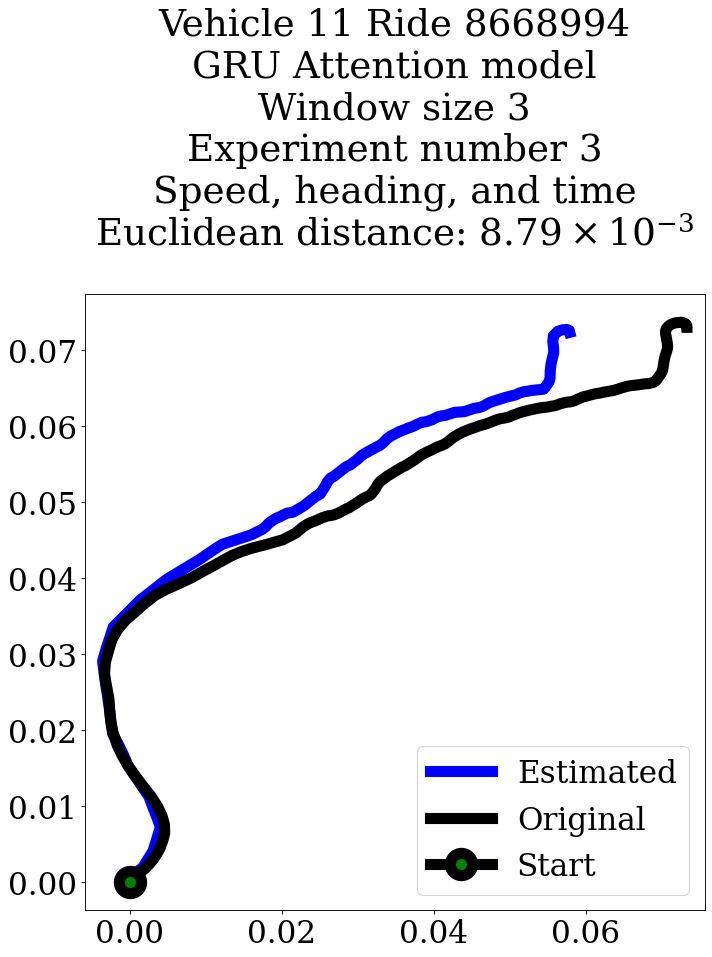 Vehicle 11 Ride 8668994
GRU Attention model
Window size 3
Experiment number 3
Speed, heading, and time
Euclidean distance: 8.79 × 10⁻³
0.07
0.06
0.05
0.04
0.03
0.02
0.01
0.00
Estimated
Original
Start
0.00 0.02 0.04 0.06